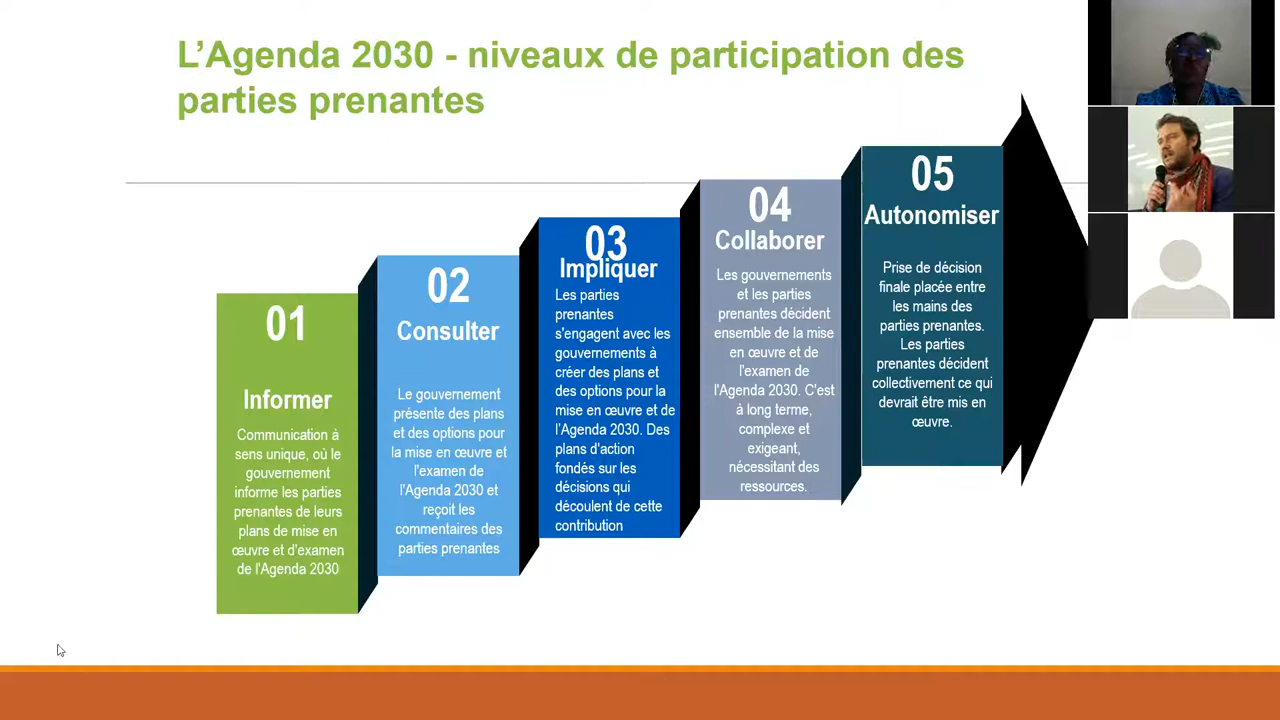 L’Agenda 2030 - niveaux de participation des
parties prenantes
01
Informer
Communication à
sens unique, où le
gouvernement
informe les parties
prenantes de leurs
plans de mise en
œuvre et d'examen
de l'Agenda 2030
02
Consulter
Le gouvernement
présente des plans
et des options pour
la mise en œuvre et
l'examen de
l'Agenda 2030 et
reçoit les
commentaires des
parties prenantes
03
Impliquer
Les parties
prenantes
s'engagent avec les
gouvernements à
créer des plans et
des options pour la
mise en œuvre et de
l’Agenda 2030. Des
plans d'action
fondés sur les
décisions qui
découlent de cette
contribution
04
Collaborer
Les gouvernements
et les parties
prenantes décident
ensemble de la mise
en œuvre et de
l'examen de
l'Agenda 2030. C'est
à long terme,
complexe et
exigeant,
nécessitant des
ressources.
05
Autonomiser
Prise de décision
finale placée entre
les mains des
parties prenantes.
Les parties
prenantes décident
collectivement ce qui
devrait être mis en
œuvre.